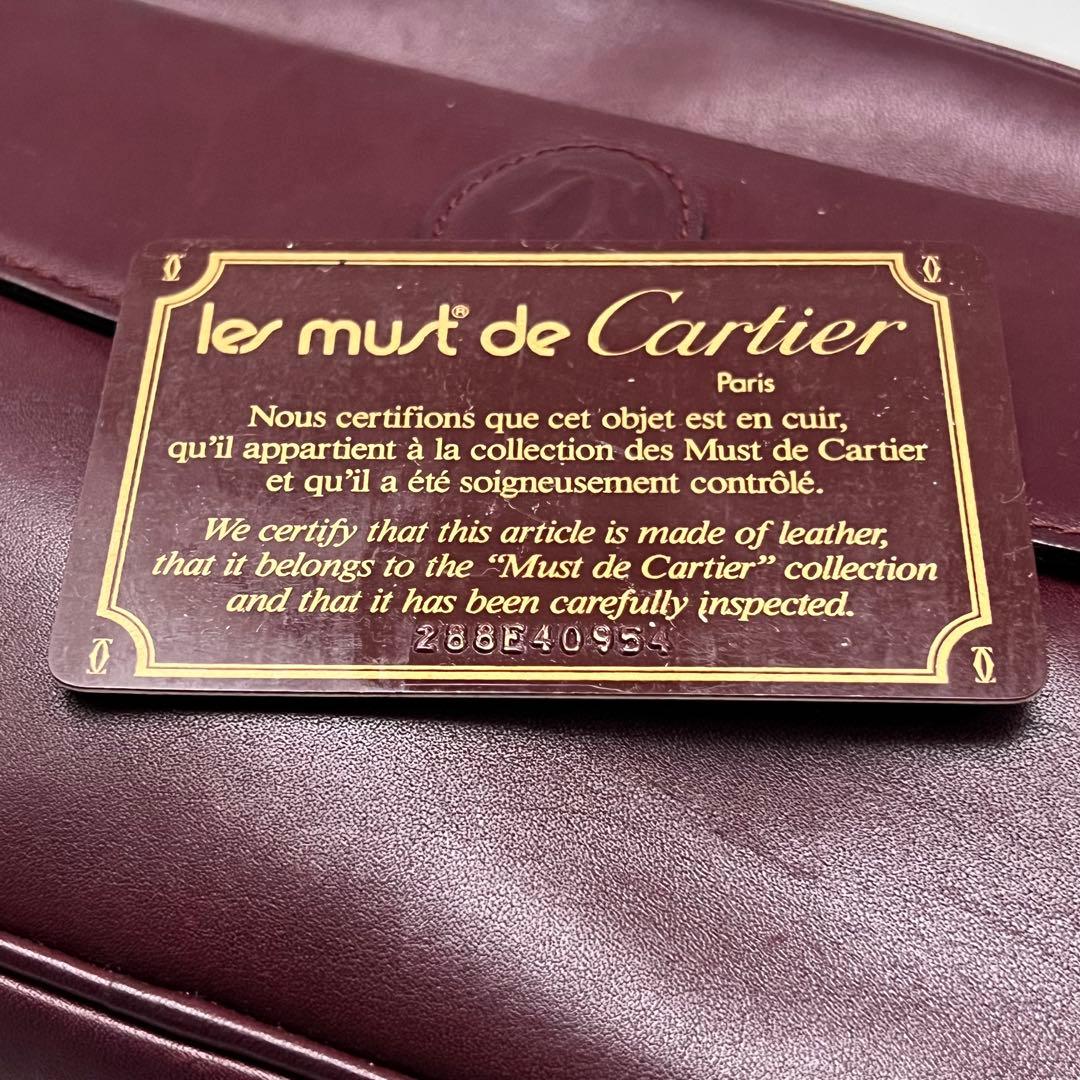 les must® de Cartier
Paris
Nous certifions que cet objet est en cuir,
qu'il appartient à la collection des Must de Cartier
et qu'il a été soigneusement contrôlé.
We certify that this article is made of leather,
that it belongs to the “Must de Cartier” collection
and that it has been carefully inspected.
288E40954